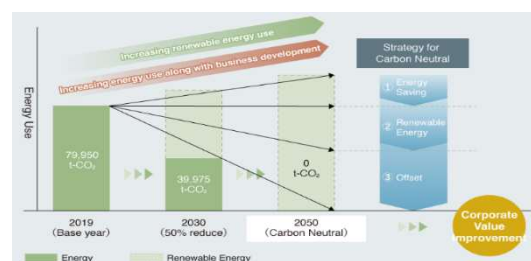 Increasing renewable energy use
Increasing energy use along with business development
Strategy for
Carbon Neutral
Energy Use
① Energy
Saving
② Renewable
Energy
③ Offset
79,950
t-CO₂
39,975
t-CO₂
0
t-CO₂
2019
(Base year)
2030
(50% reduce)
2050
(Carbon Neutral)
Corporate
Value
Improvement
Energy
Renewable Energy